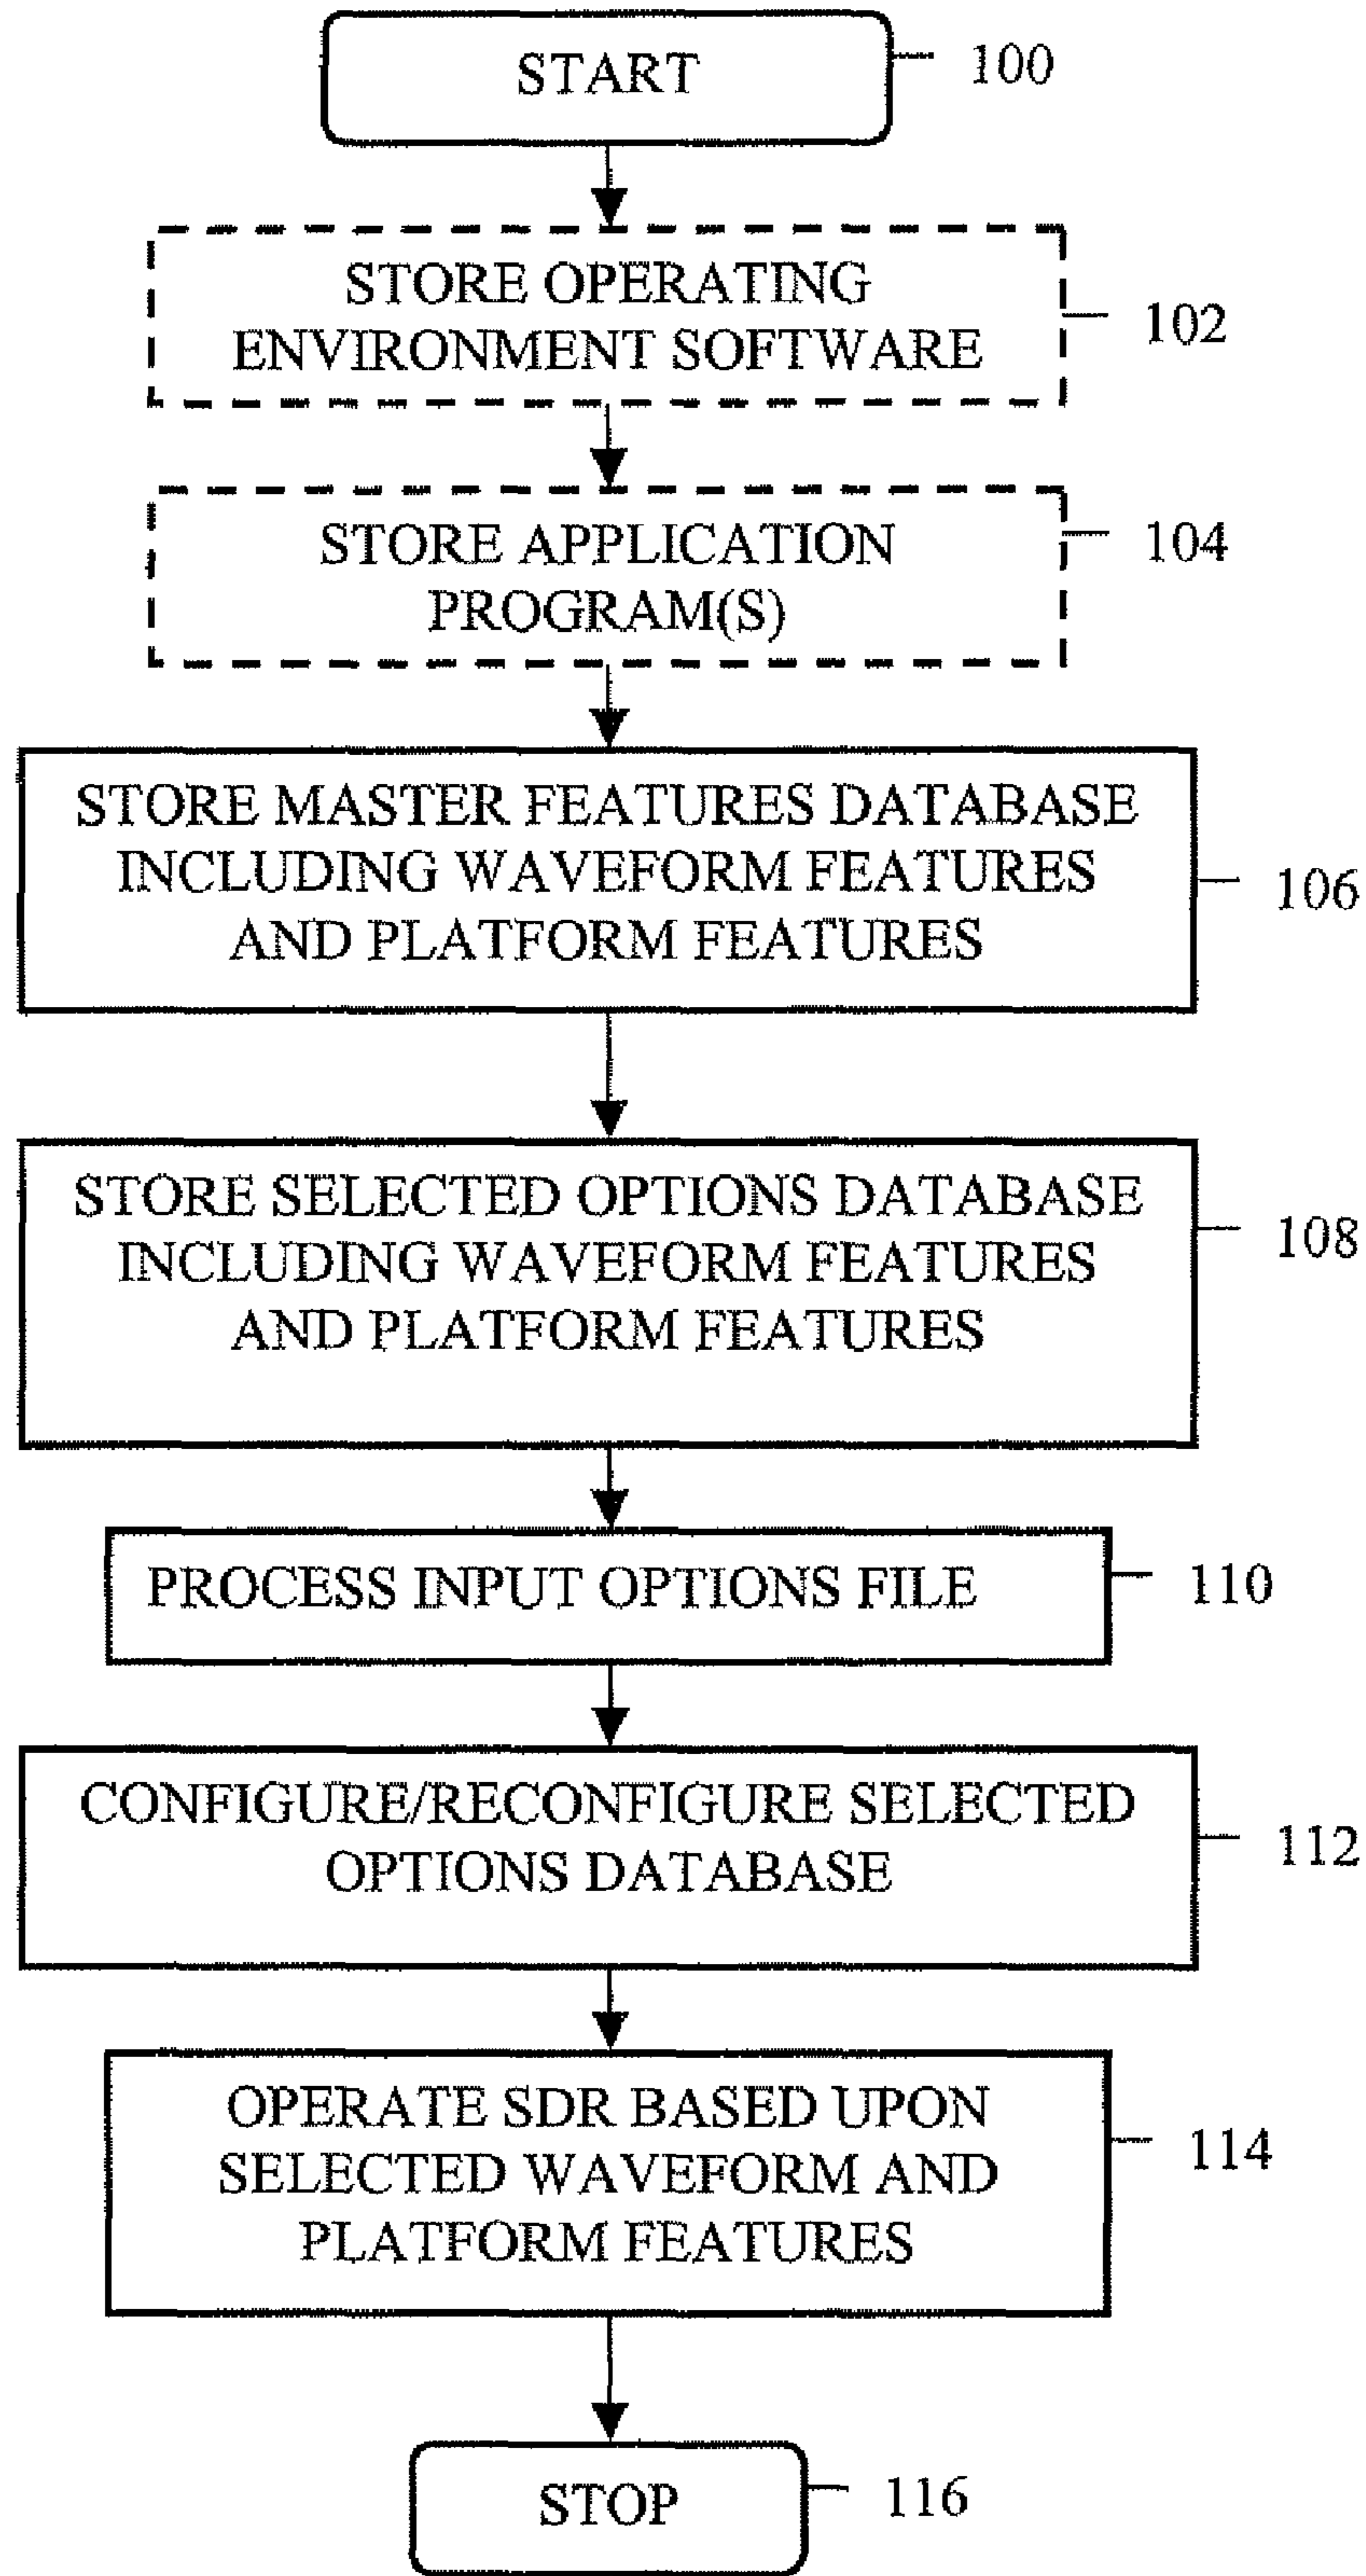 START
100
STORE OPERATING
ENVIRONMENT SOFTWARE
102
STORE APPLICATION
PROGRAM(S)
104
STORE MASTER FEATURES DATABASE
INCLUDING WAVEFORM FEATURES
AND PLATFORM FEATURES
106
STORE SELECTED OPTIONS DATABASE
INCLUDING WAVEFORM FEATURES
AND PLATFORM FEATURES
108
PROCESS INPUT OPTIONS FILE
110
CONFIGURE/RECONFIGURE SELECTED
OPTIONS DATABASE
112
OPERATE SDR BASED UPON
SELECTED WAVEFORM AND
PLATFORM FEATURES
114
STOP
116